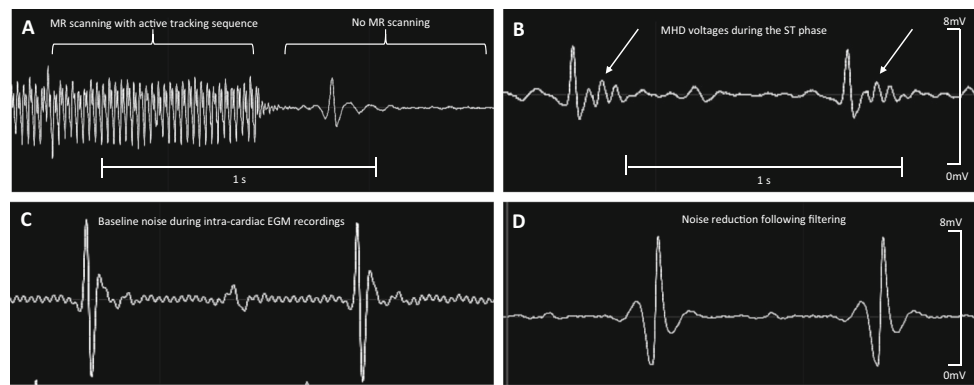 A
MR scanning with active tracking sequence
No MR scanning
1 s
B
MHD voltages during the ST phase
8mV
0mV
1 s
C
Baseline noise during intra-cardiac EGM recordings
D
Noise reduction following filtering
8mV
0mV